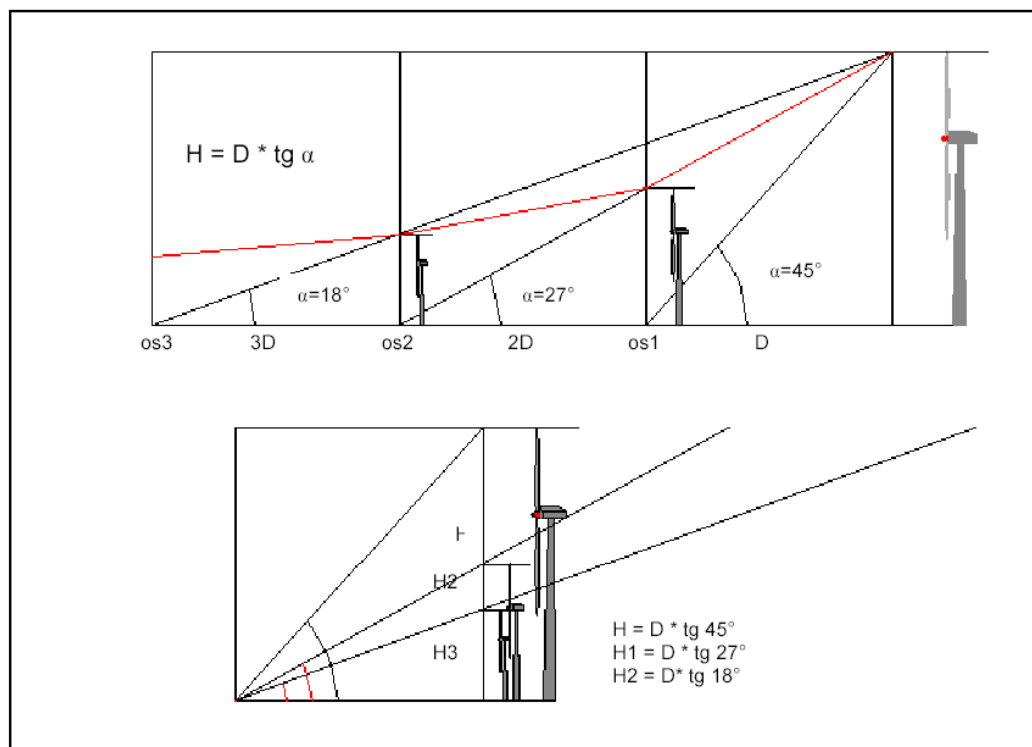 H = D * tg α
α=18°
α=27°
α=45°
os3 3D os2 2D os1 D
H
H2
H3
H = D * tg 45°
H1 = D * tg 27°
H2 = D* tg 18°